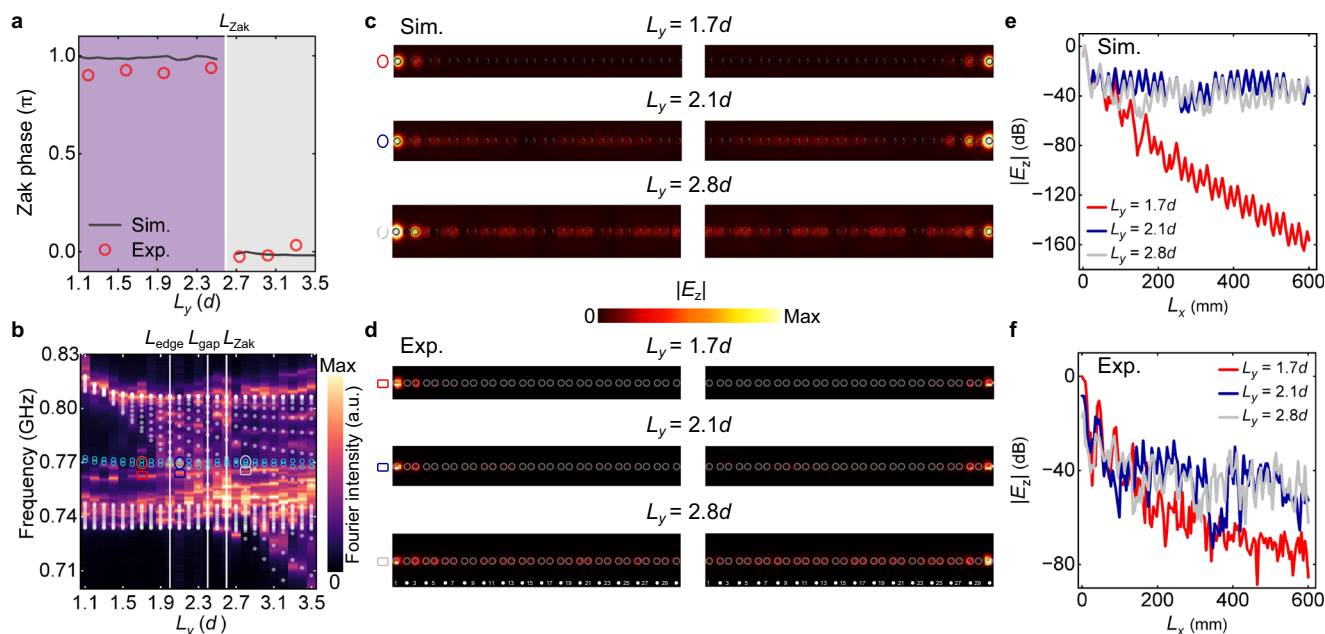 a
L_Zak
1.0
0.5
0.0
Zak phase (π)
Sim.
Exp.
1.1 1.5 1.9 2.3 2.7 3.1 3.5
L_y (d)
b
L_edge L_gap L_Zak
0.83
0.80
0.77
0.74
0.71
Frequency (GHz)
1.1 1.5 1.9 2.3 2.7 3.1 3.5
L_y (d)
Max
Fourier intensity (a.u.)
0
c
Sim.
L_y = 1.7d
L_y = 2.1d
L_y = 2.8d
|E_z|
0 Max
d
Exp.
L_y = 1.7d
L_y = 2.1d
L_y = 2.8d
1 3 5 7 9 11 13 15 17 19 21 23 25 27 29
1 3 5 7 9 11 13 15 17 19 21 23 25 27 29
e
Sim.
0
−40
−80
−120
−160
|E_z| (dB)
L_y = 1.7d
L_y = 2.1d
L_y = 2.8d
0 200 400 600
L_x (mm)
f
Exp.
L_y = 1.7d
L_y = 2.1d
L_y = 2.8d
0
−40
−80
|E_z| (dB)
0 200 400 600
L_x (mm)